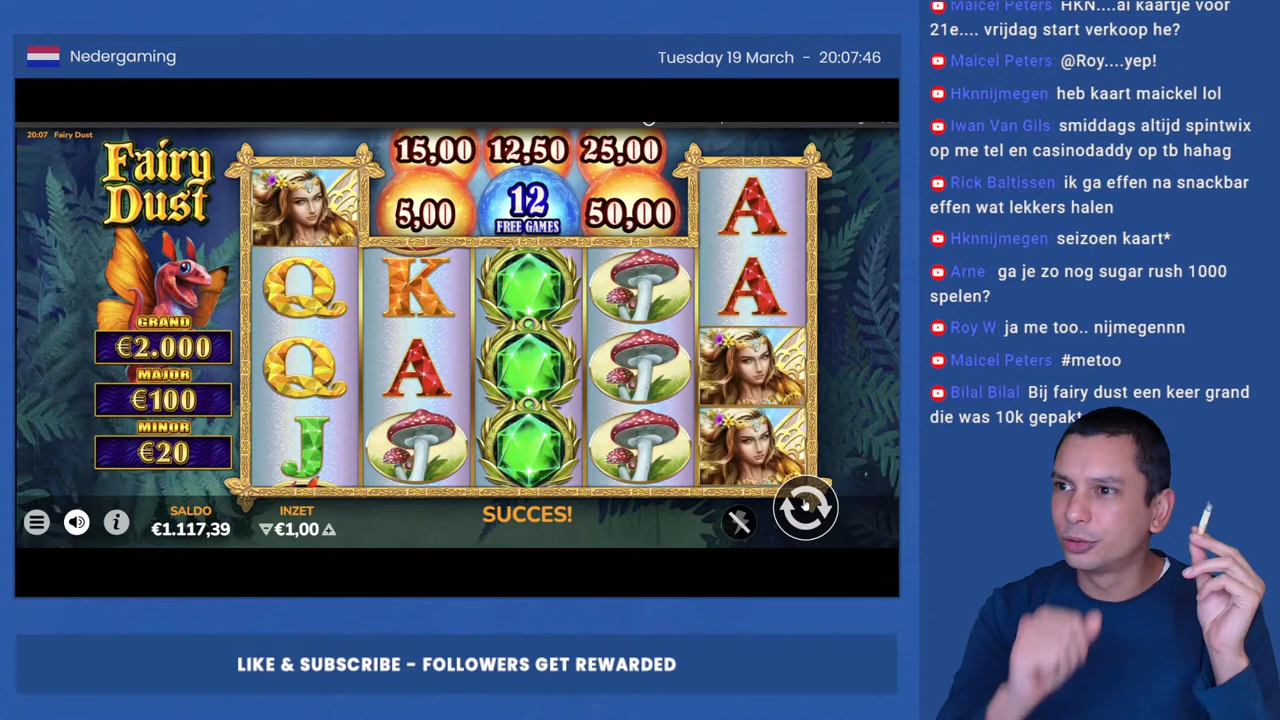 Nedergaming
Tuesday 19 March - 20:07:46
20:07 Fairy Dust
Fairy
Dust
15,00 12,50 25,00
5,00 12 50,00
FREE GAMES
A
Q K A
Q A
J
GRAND
€2.000
MAJOR
€100
MINOR
€20
SALDO
€1.117,39
INZET
€1,00
SUCCES!
LIKE & SUBSCRIBE - FOLLOWERS GET REWARDED
Maicel Peters HKN....al kaartje voor
21e.... vrijdag start verkoop he?
Maicel Peters @Roy....yep!
Hknnijmegen heb kaart maickel lol
Iwan Van Gils smiddags altijd spintwix
op me tel en casinodaddy op tb hahag
Rick Baltissen ik ga effen na snackbar
effen wat lekkers halen
Hknnijmegen seizoen kaart*
Arne ga je zo nog sugar rush 1000
spelen?
Roy W ja me too.. nijmegennn
Maicel Peters #metoo
Bilal Bilal Bij fairy dust een keer grand
die was 10k gepakt